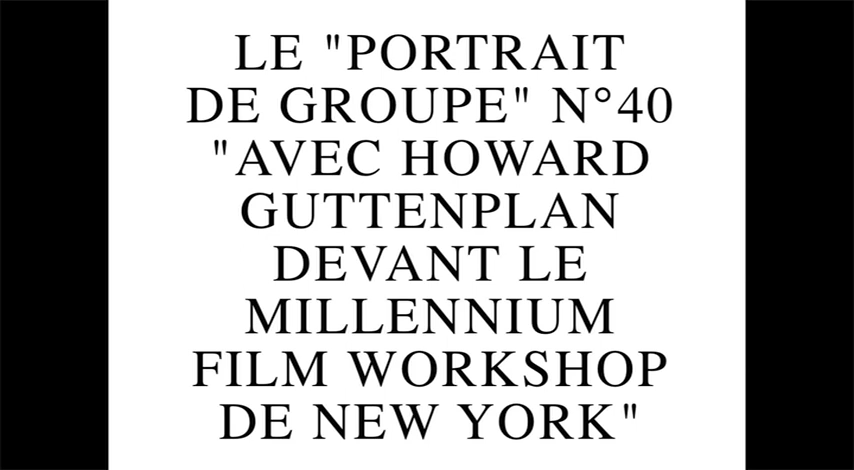 LE "PORTRAIT
DE GROUPE" N°40
"AVEC HOWARD
GUTTENPLAN
DEVANT LE
MILLENNIUM
FILM WORKSHOP
DE NEW YORK"